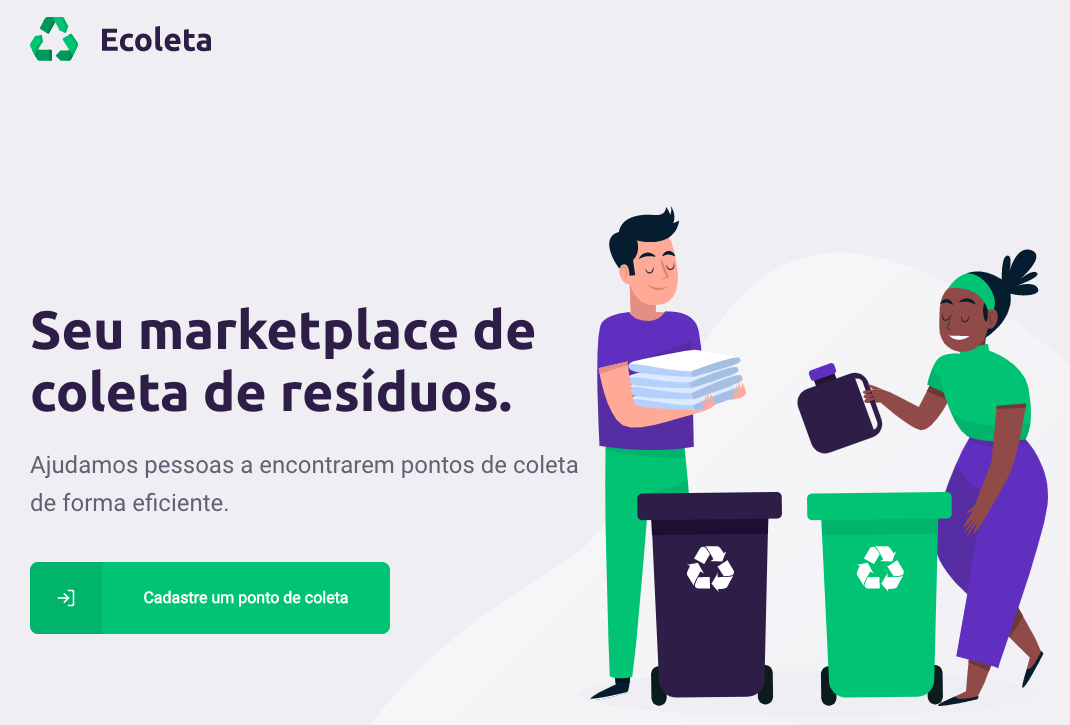 Ecoleta
Seu marketplace de
coleta de resíduos.
Ajudamos pessoas a encontrarem pontos de coleta
de forma eficiente.
Cadastre um ponto de coleta